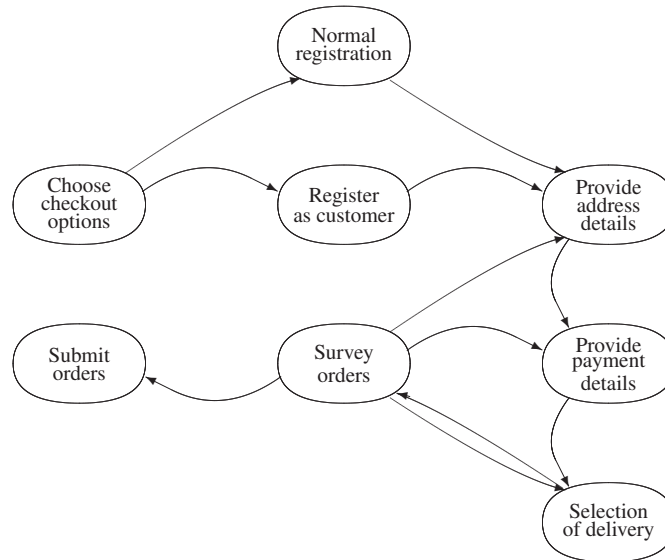 Normal
registration
Choose
checkout
options
Register
as customer
Provide
address
details
Submit
orders
Survey
orders
Provide
payment
details
Selection
of delivery